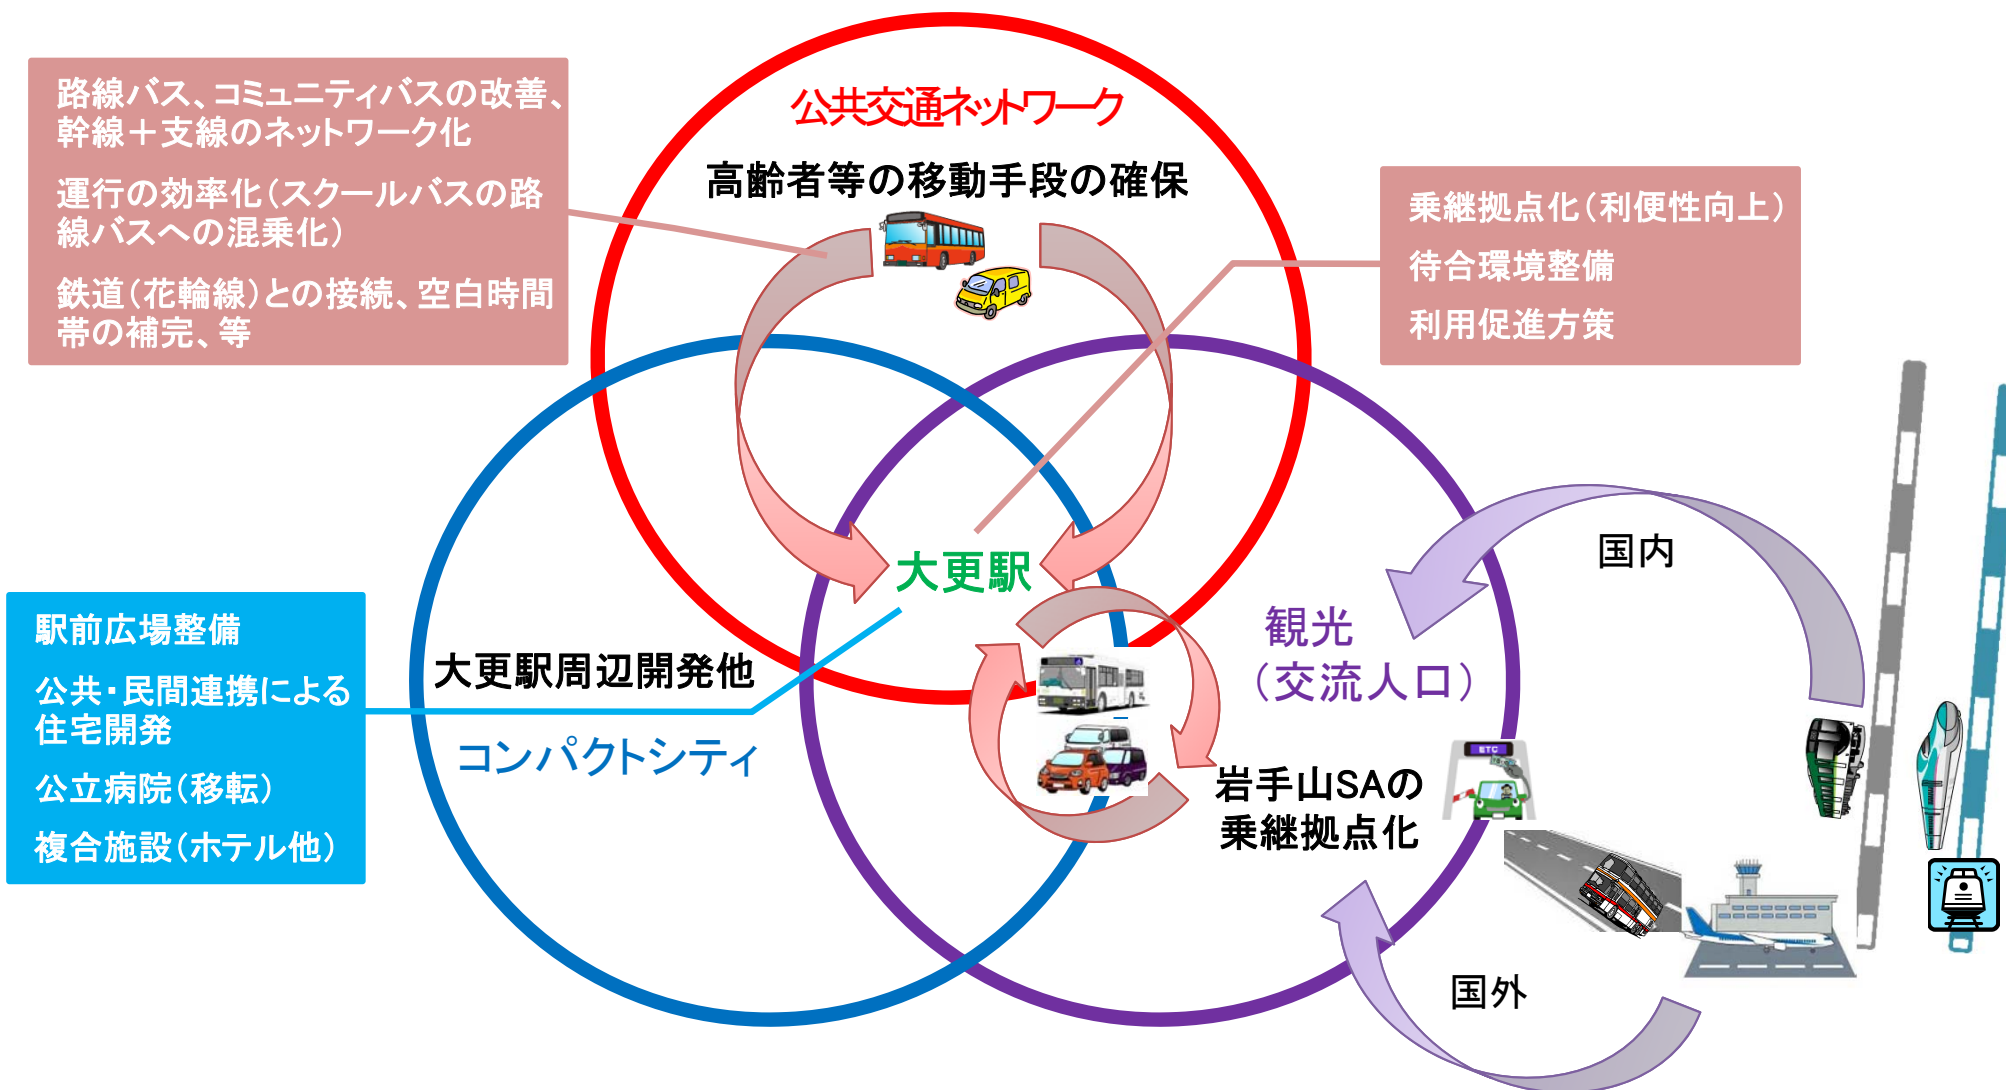 路線バス、コミュニティバスの改善、
幹線＋支線のネットワーク化
運行の効率化（スクールバスの路
線バスへの混乗化）
鉄道（花輪線）との接続、空白時間
帯の補完、等
公共交通ネットワーク
高齢者等の移動手段の確保
乗継拠点化（利便性向上）
待合環境整備
利用促進方策
大更駅
国内
駅前広場整備
公共・民間連携による
住宅開発
公立病院（移転）
複合施設（ホテル他）
大更駅周辺開発他
コンパクトシティ
観光
（交流人口）
ETC
岩手山SAの
乗継拠点化
国外